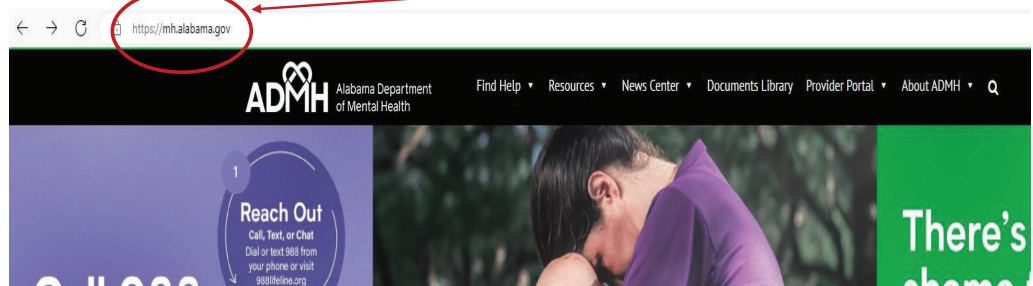 https://mh.alabama.gov
ADMH
Alabama Department
of Mental Health
Find Help
Resources
News Center
Documents Library
Provider Portal
About ADMH
1
Reach Out
Call, Text, or Chat
Dial or text 988 from
your phone or visit
988lifeline.org
There's